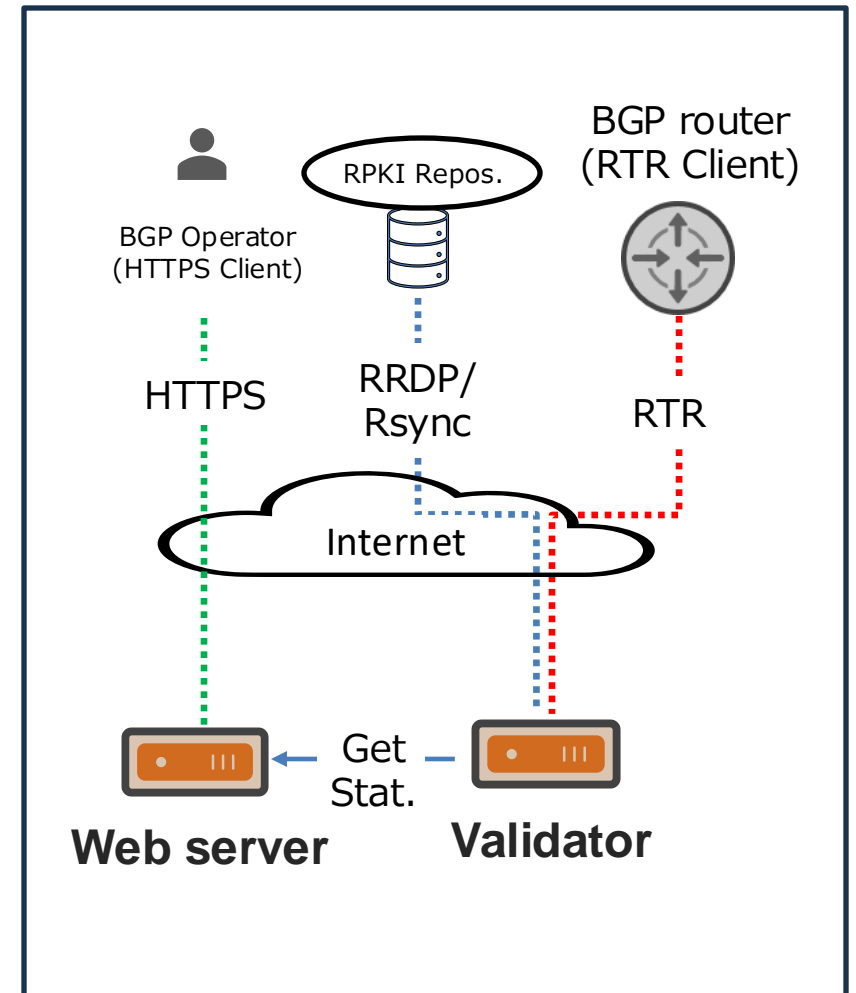 BGP Operator
(HTTPS Client)
RPKI Repos.
BGP router
(RTR Client)
HTTPS
RRDP/
Rsync
RTR
Internet
Get
Stat.
Web server
Validator